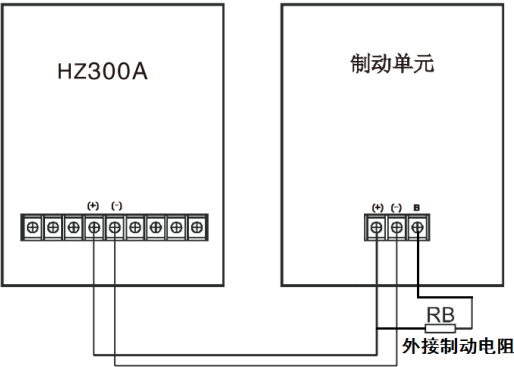 HZ300A
制动单元
(+) (-)
(+) (-) B
RB
外接制动电阻